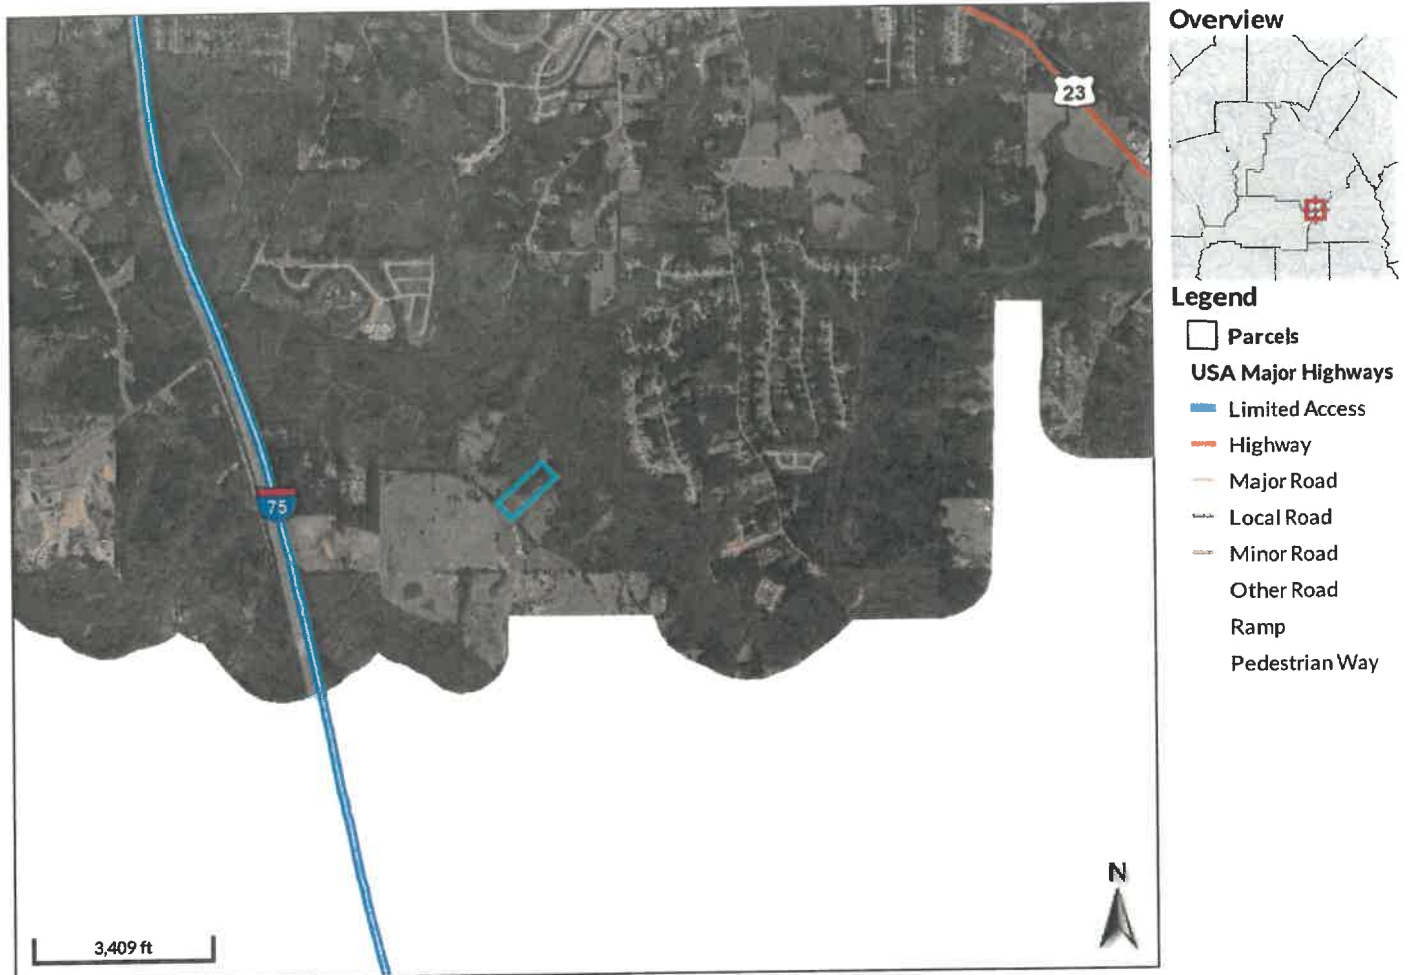 Overview
23
Legend
Parcels
USA Major Highways
Limited Access
Highway
Major Road
Local Road
Minor Road
Other Road
Ramp
Pedestrian Way
75
N
3,409 ft